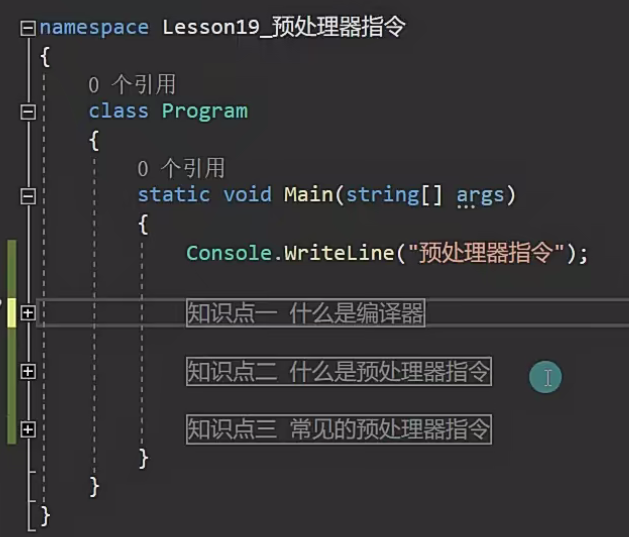 namespace Lesson19_预处理器指令
{
0 个引用
class Program
{
0 个引用
static void Main(string[] args)
{
Console.WriteLine("预处理器指令");
知识点一 什么是编译器
知识点二 什么是预处理器指令
知识点三 常见的预处理器指令
}
}
}